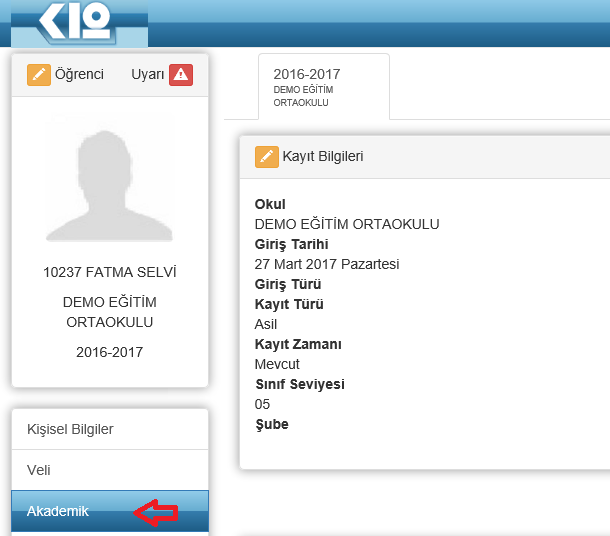 K12
Öğrenci Uyarı
10237 FATMA SELVİ
DEMO EĞİTİM
ORTAOKULU
2016-2017
Kişisel Bilgiler
Veli
Akademik
2016-2017
DEMO EĞİTİM
ORTAOKULU
Kayıt Bilgileri
Okul
DEMO EĞİTİM ORTAOKULU
Giriş Tarihi
27 Mart 2017 Pazartesi
Giriş Türü
Kayıt Türü
Asil
Kayıt Zamanı
Mevcut
Sınıf Seviyesi
05
Şube